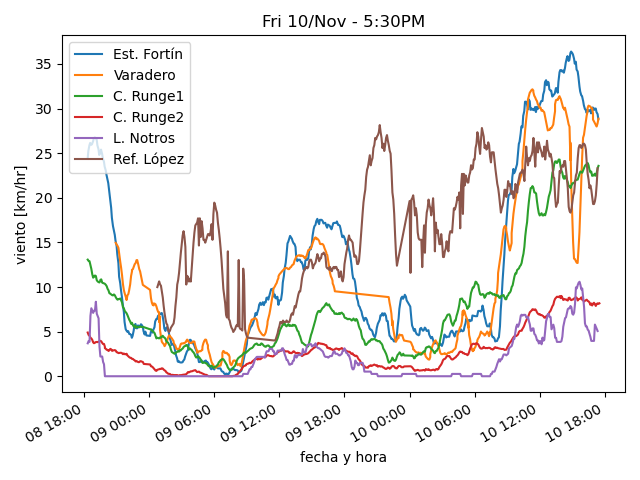 Fri 10/Nov - 5:30PM
Est. Fortín
Varadero
C. Runge1
C. Runge2
L. Notros
Ref. López
viento [km/hr]
35
30
25
20
15
10
5
0
08 18:00
09 00:00
09 06:00
09 12:00
09 18:00
10 00:00
10 06:00
10 12:00
10 18:00
fecha y hora